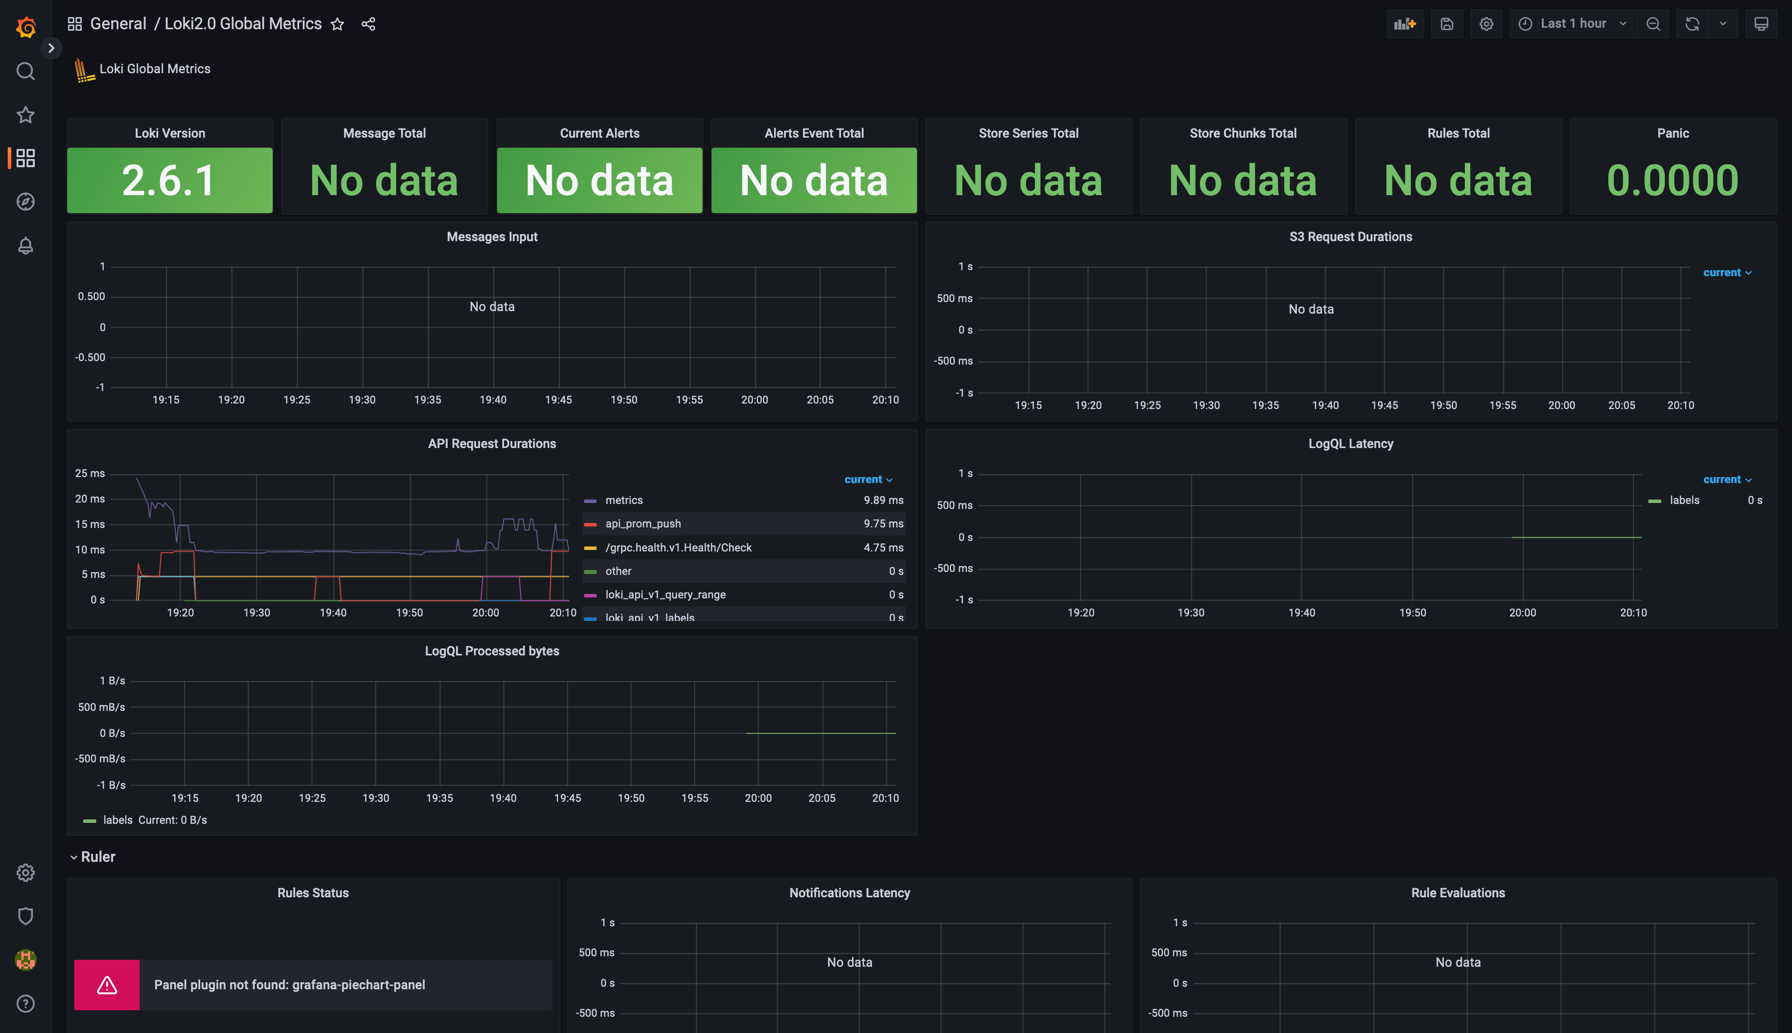 General / Loki2.0 Global Metrics
Last 1 hour
Loki Global Metrics
Loki Version
2.6.1
Message Total
No data
Current Alerts
No data
Alerts Event Total
No data
Store Series Total
No data
Store Chunks Total
No data
Rules Total
No data
Panic
0.0000
Messages Input
1
0.500
0
-0.500
-1
No data
19:15 19:20 19:25 19:30 19:35 19:40 19:45 19:50 19:55 20:00 20:05 20:10
S3 Request Durations
1 s
500 ms
0 s
-500 ms
-1 s
No data
current
19:15 19:20 19:25 19:30 19:35 19:40 19:45 19:50 19:55 20:00 20:05 20:10
API Request Durations
25 ms
20 ms
15 ms
10 ms
5 ms
0 s
19:20 19:30 19:40 19:50 20:00 20:10
current
metrics 9.89 ms
api_prom_push 9.75 ms
/grpc.health.v1.Health/Check 4.75 ms
other 0 s
loki_api_v1_query_range 0 s
loki_api_v1_labels 0 s
LogQL Latency
1 s
500 ms
0 s
-500 ms
-1 s
19:20 19:30 19:40 19:50 20:00 20:10
current
labels 0 s
LogQL Processed bytes
1 B/s
500 mB/s
0 B/s
-500 mB/s
-1 B/s
19:15 19:20 19:25 19:30 19:35 19:40 19:45 19:50 19:55 20:00 20:05 20:10
labels Current: 0 B/s
Ruler
Rules Status
Panel plugin not found: grafana-piechart-panel
Notifications Latency
1 s
500 ms
0 s
-500 ms
No data
Rule Evaluations
1 s
500 ms
0 s
-500 ms
No data